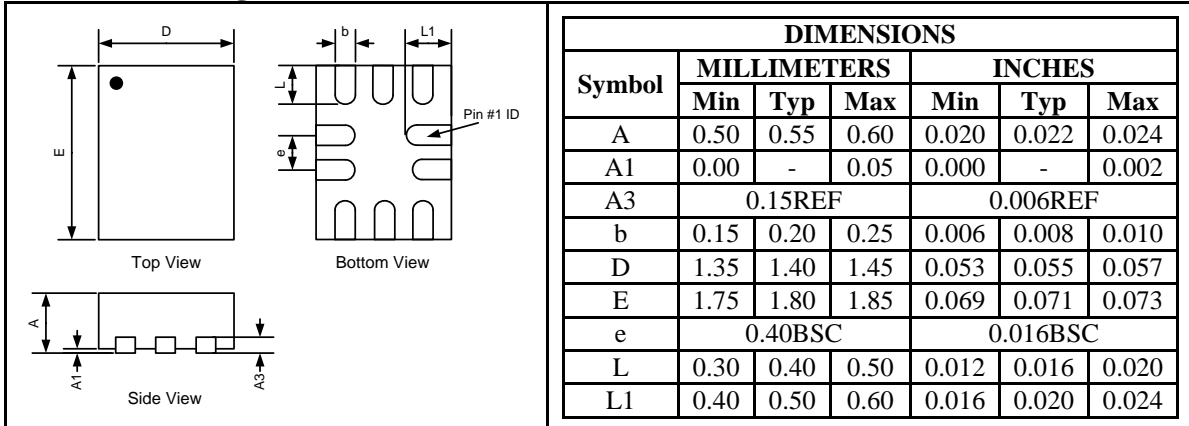 D
E
Top View
b
L1
L
e
Pin #1 ID
Bottom View
A
A1
A3
Side View
DIMENSIONS
Symbol MILLIMETERS INCHES
Min Typ Max Min Typ Max
A 0.50 0.55 0.60 0.020 0.022 0.024
A1 0.00 - 0.05 0.000 - 0.002
A3 0.15REF 0.006REF
b 0.15 0.20 0.25 0.006 0.008 0.010
D 1.35 1.40 1.45 0.053 0.055 0.057
E 1.75 1.80 1.85 0.069 0.071 0.073
e 0.40BSC 0.016BSC
L 0.30 0.40 0.50 0.012 0.016 0.020
L1 0.40 0.50 0.60 0.016 0.020 0.024